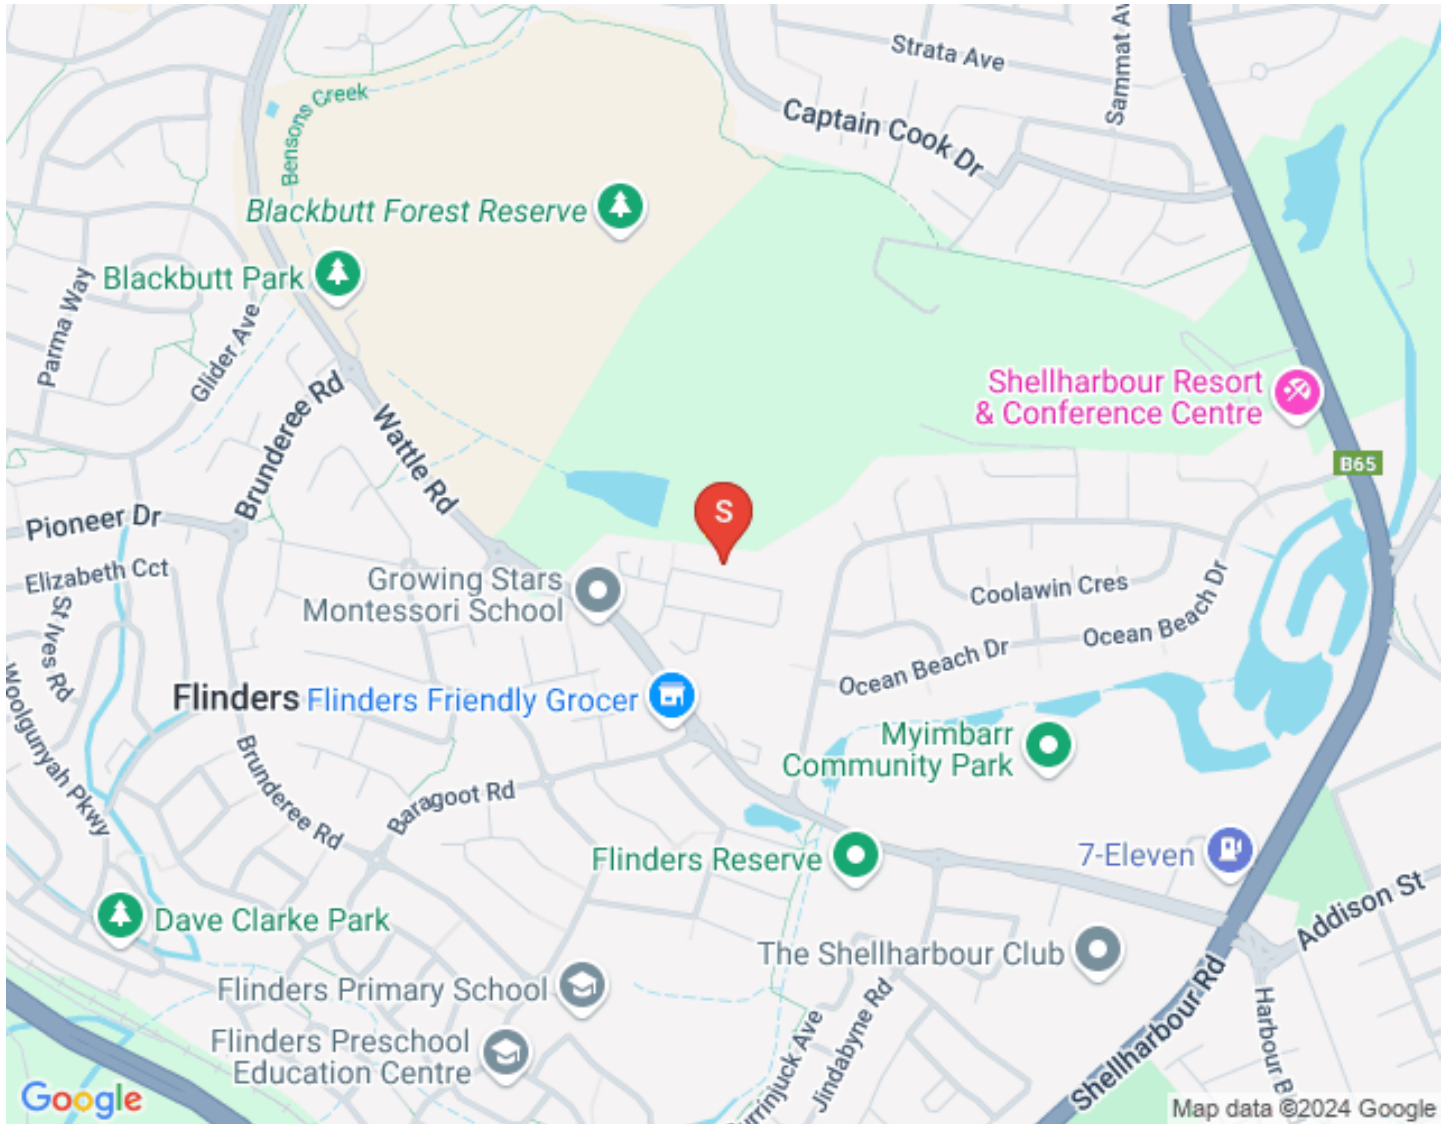 Strata Ave
Sammat Av
Captain Cook Dr
Bensons Creek
Blackbutt Forest Reserve
Blackbutt Park
Parma Way
Glider Ave
Shellharbour Resort
& Conference Centre
Brunderee Rd
Wattle Rd
B65
S
Pioneer Dr
Elizabeth Cct
Growing Stars
Montessori School
Coolawin Cres
St Ives Rd
Ocean Beach Dr
Ocean Beach Dr
Woolgunyah Pkwy
Flinders
Flinders Friendly Grocer
Myimbarr
Community Park
Brunderee Rd
Baragoot Rd
Flinders Reserve
7-Eleven
Addison St
Dave Clarke Park
The Shellharbour Club
Flinders Primary School
Shellharbour Rd
Harbour B
Jindabyne Rd
urrinjuck Ave
Flinders Preschool
Education Centre
Google
Map data ©2024 Google